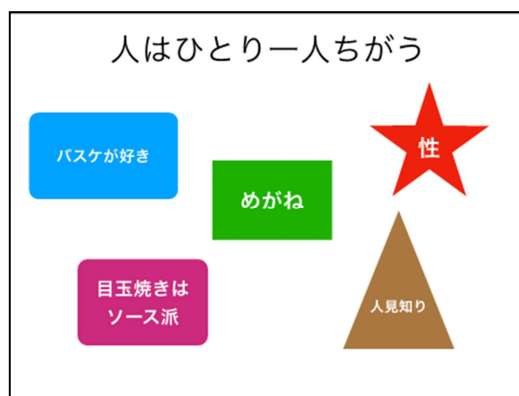 人はひとり一人ちがう
バスケが好き
性
めがね
目玉焼きは
ソース派
人見知り